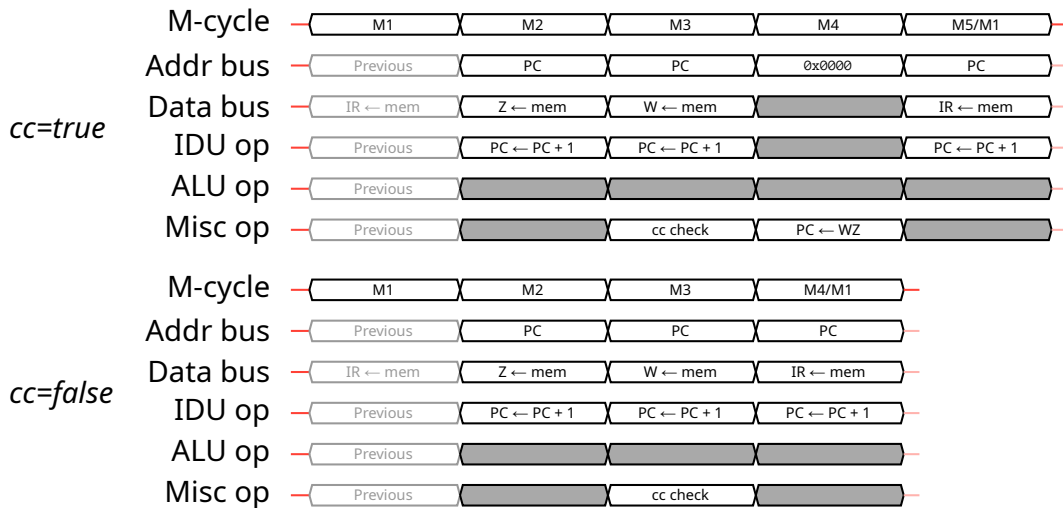 M-cycle M1 M2 M3 M4 M5/M1
Addr bus Previous PC PC 0x0000 PC
Data bus IR ← mem Z ← mem W ← mem IR ← mem
cc=true
IDU op Previous PC ← PC + 1 PC ← PC + 1 PC ← PC + 1
ALU op Previous
Misc op Previous cc check PC ← WZ
M-cycle M1 M2 M3 M4/M1
Addr bus Previous PC PC PC
Data bus IR ← mem Z ← mem W ← mem IR ← mem
cc=false
IDU op Previous PC ← PC + 1 PC ← PC + 1 PC ← PC + 1
ALU op Previous
Misc op Previous cc check